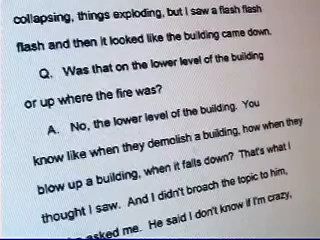 collapsing, things exploding, but I saw a flash flash
flash and then it looked like the building came down.
Q. Was that on the lower level of the building
or up where the fire was?
A. No, the lower level of the building. You
know like when they demolish a building, how when they
blow up a building, when it falls down? That's what I
thought I saw. And I didn't broach the topic to him,
asked me. He said I don't know if I'm crazy,